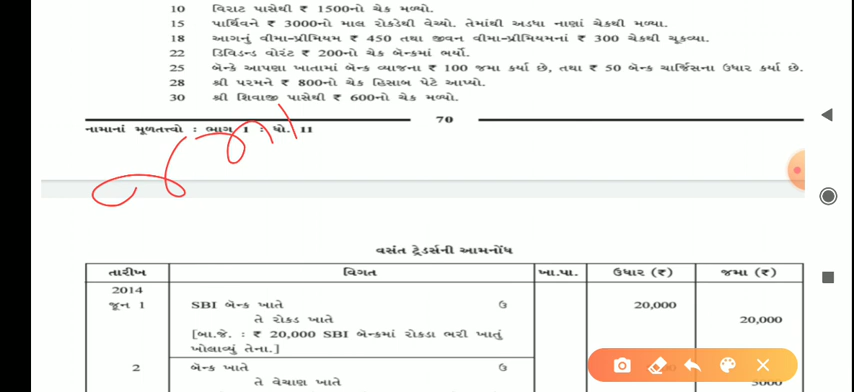 10 વિરાટ પાસેથી ₹ 1500નો ચેક મળ્યો.
15 પાર્થિવને ₹ 3000નો માલ રોકડેથી વેચ્યો. તેમાંથી અડધા નાણાં ચેકથી મળ્યા.
18 આગનું વીમા-પ્રીમિયમ ₹ 450 તથા જીવન વીમા-પ્રીમિયમનાં ₹ 300 ચેકથી ચૂકવ્યા.
22 ડિવિડન્ડ વોરંટ ₹ 200નો ચેક બેન્કમાં ભર્યો.
25 બેન્કે આપણા ખાતામાં બેન્ક વ્યાજના ₹ 100 જમા કર્યા છે, તથા ₹ 50 બેન્ક ચાર્જિસના ઉધાર કર્યા છે.
28 શ્રી પરમને ₹ 800નો ચેક હિસાબ પેટે આપ્યો.
30 શ્રી શિવાજી પાસેથી ₹ 600નો ચેક મળ્યો.
70
નામાનાં મૂળતત્ત્વો : ભાગ 1 : ધો. 11
વસંત ટ્રેડર્સની આમનોંધ
તારીખ વિગત ખા.પા. ઉધાર (₹) જમા (₹)
2014
જૂન 1 SBI બેન્ક ખાતે ઉ 20,000
તે રોકડ ખાતે 20,000
[બા.જે. : ₹ 20,000 SBI બેન્કમાં રોકડા ભરી ખાતું
ખોલાવ્યું તેના.]
2 બેન્ક ખાતે ઉ
તે વેચાણ ખાતે 5000